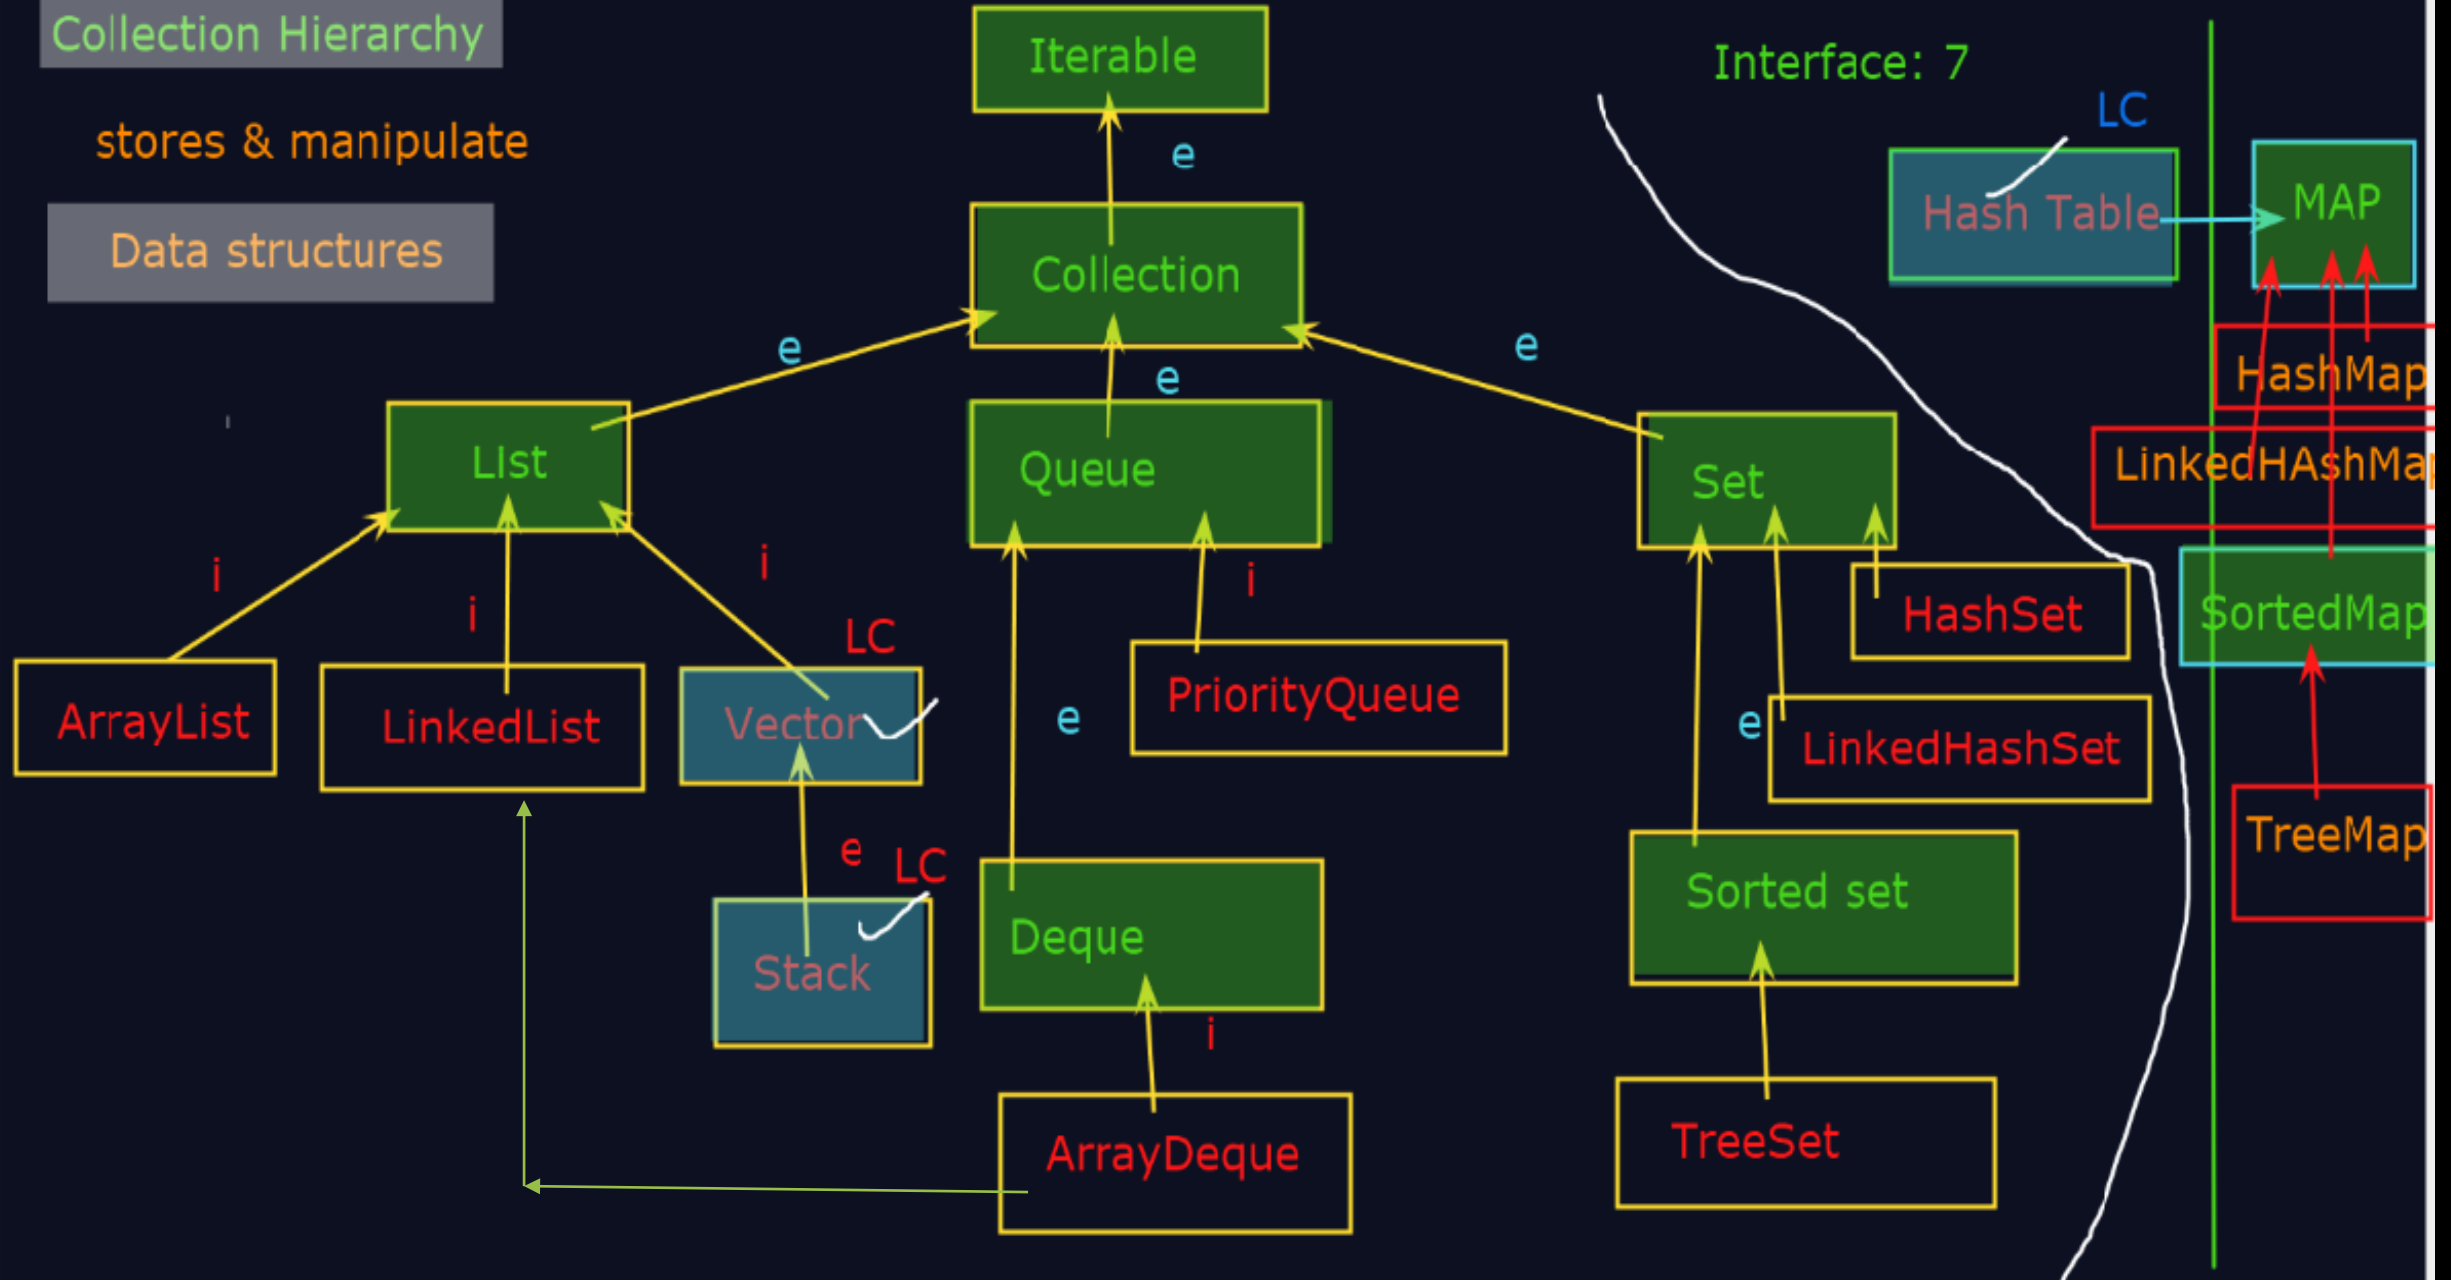 Collection Hierarchy
Iterable
Interface: 7
LC
stores & manipulate
e
Hash Table
MAP
Data structures
Collection
e
e
e
HashMap
LIst
Queue
Set
LinkedHAshMap
i
i
i
i
LC
HashSet
SortedMap
ArrayList
LinkedList
Vector
e
PriorityQueue
e
LinkedHashSet
e
LC
TreeMap
Stack
Deque
Sorted set
i
ArrayDeque
TreeSet